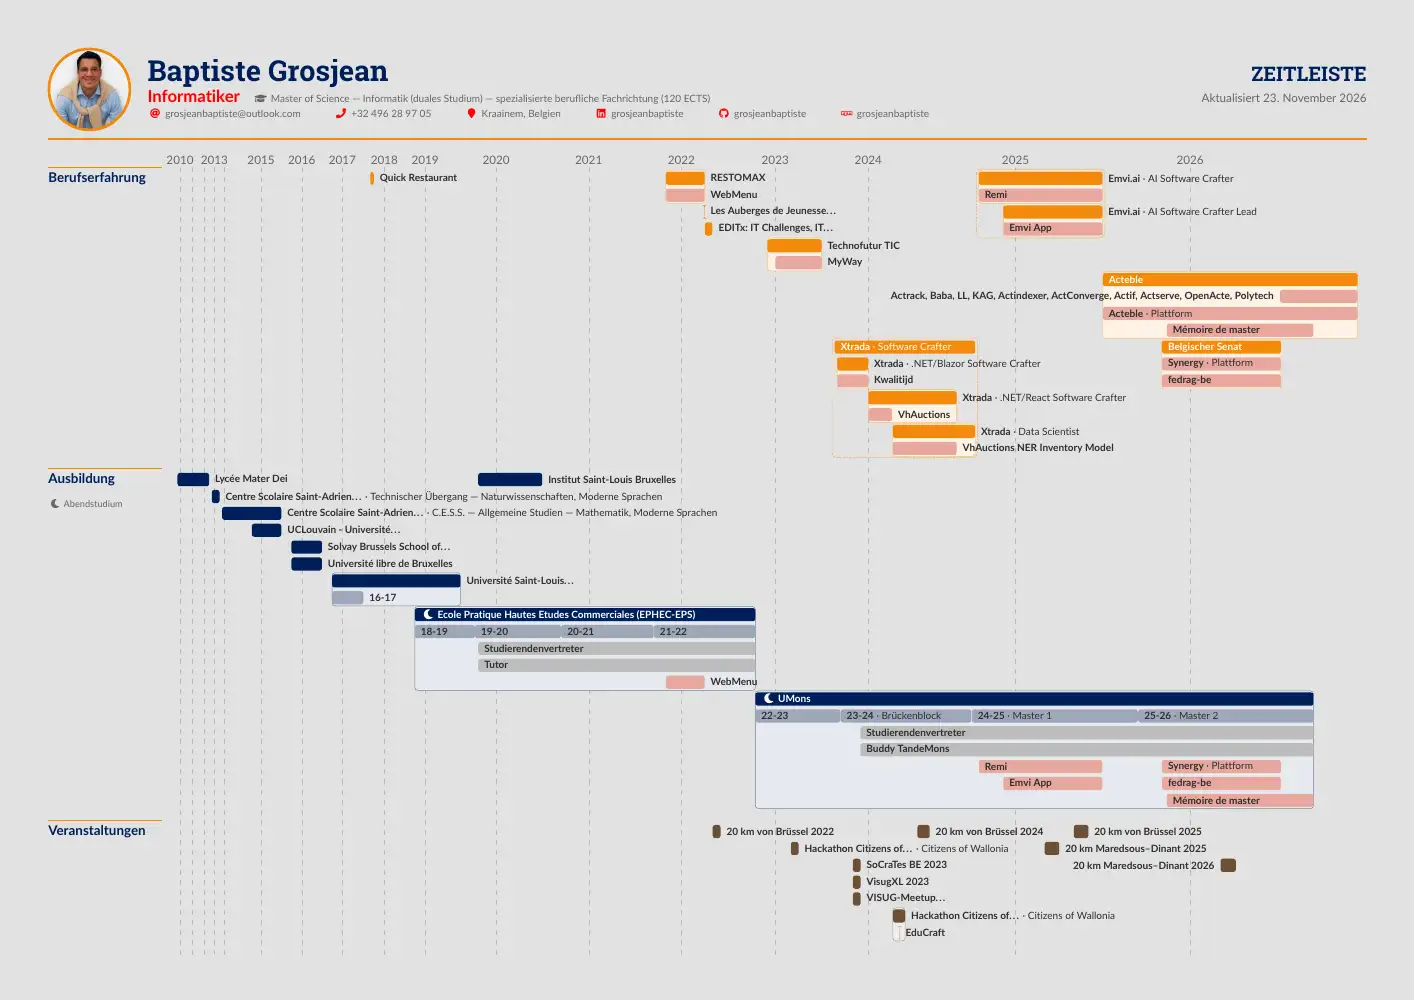 Baptiste Grosjean
ZEITLEISTE
Informatiker Master of Science -- Informatik (duales Studium) — spezialisierte berufliche Fachrichtung (120 ECTS)
Aktualisiert 23. November 2026
grosjeanbaptiste@outlook.com +32 496 28 97 05 Kraainem, Belgien grosjeanbaptiste grosjeanbaptiste grosjeanbaptiste
2010 2013 2015 2016 2017 2018 2019 2020 2021 2022 2023 2024 2025 2026
Berufserfahrung
Quick Restaurant RESTOMAX Emvi.ai · AI Software Crafter
WebMenu Remi
Les Auberges de Jeunesse… Emvi.ai · AI Software Crafter Lead
EDITx: IT Challenges, IT… Emvi App
Technofutur TIC
MyWay
Acteble
Actrack, Baba, LL, KAG, Actindexer, ActConverge, Actif, Actserve, OpenActe, Polytech
Acteble · Plattform
Mémoire de master
Xtrada · Software Crafter Belgischer Senat
Xtrada · .NET/Blazor Software Crafter Synergy · Plattform
Kwalitijd fedrag-be
Xtrada · .NET/React Software Crafter
VhAuctions
Xtrada · Data Scientist
VhAuctions NER Inventory Model
Ausbildung
Lycée Mater Dei Institut Saint-Louis Bruxelles
Centre Scolaire Saint-Adrien… · Technischer Übergang — Naturwissenschaften, Moderne Sprachen
Abendstudium
Centre Scolaire Saint-Adrien… · C.E.S.S. — Allgemeine Studien — Mathematik, Moderne Sprachen
UCLouvain - Université…
Solvay Brussels School of…
Université libre de Bruxelles
Université Saint-Louis…
16-17
Ecole Pratique Hautes Etudes Commerciales (EPHEC-EPS)
18-19 19-20 20-21 21-22
Studierendenvertreter
Tutor
WebMenu
UMons
22-23 23-24 · Brückenblock 24-25 · Master 1 25-26 · Master 2
Studierendenvertreter
Buddy TandeMons
Remi Synergy · Plattform
Emvi App fedrag-be
Mémoire de master
Veranstaltungen
20 km von Brüssel 2022 20 km von Brüssel 2024 20 km von Brüssel 2025
Hackathon Citizens of… · Citizens of Wallonia 20 km Maredsous–Dinant 2025
SoCraTes BE 2023 20 km Maredsous–Dinant 2026
VisugXL 2023
VISUG-Meetup…
Hackathon Citizens of… · Citizens of Wallonia
EduCraft